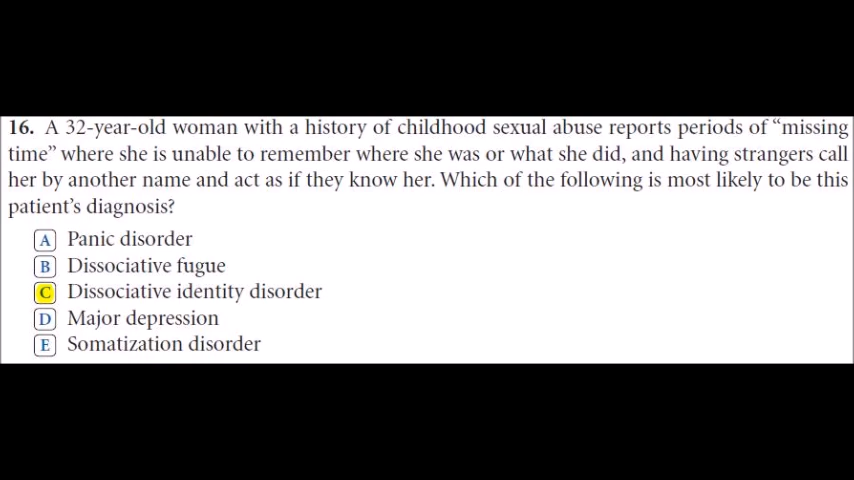 16. A 32-year-old woman with a history of childhood sexual abuse reports periods of “missing
time” where she is unable to remember where she was or what she did, and having strangers call
her by another name and act as if they know her. Which of the following is most likely to be this
patient’s diagnosis?
A Panic disorder
B Dissociative fugue
C Dissociative identity disorder
D Major depression
E Somatization disorder